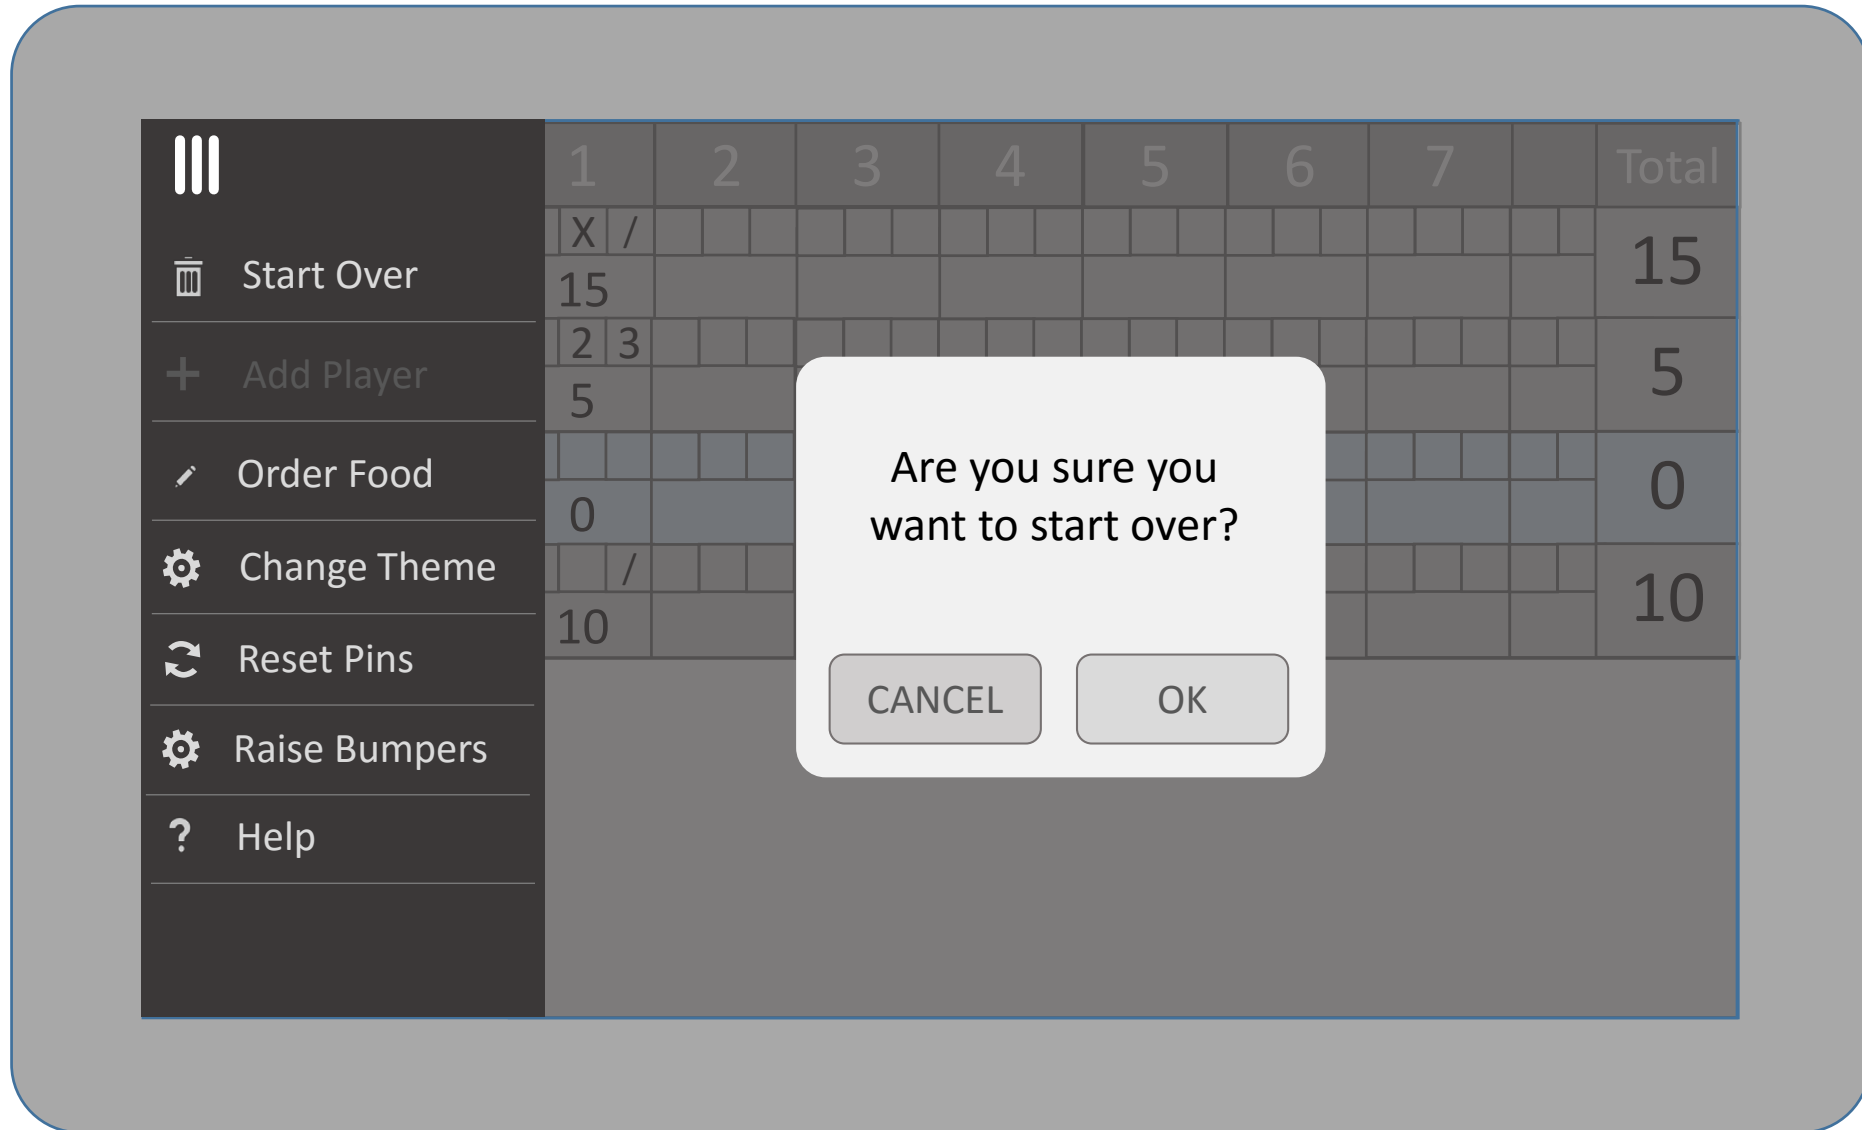 1 2 3 4 5 6 7 Total
X /
15
15
2 3
5
5
0
0
/
10
10
Start Over
+ Add Player
Order Food
Change Theme
Reset Pins
Raise Bumpers
? Help
Are you sure you
want to start over?
CANCEL OK